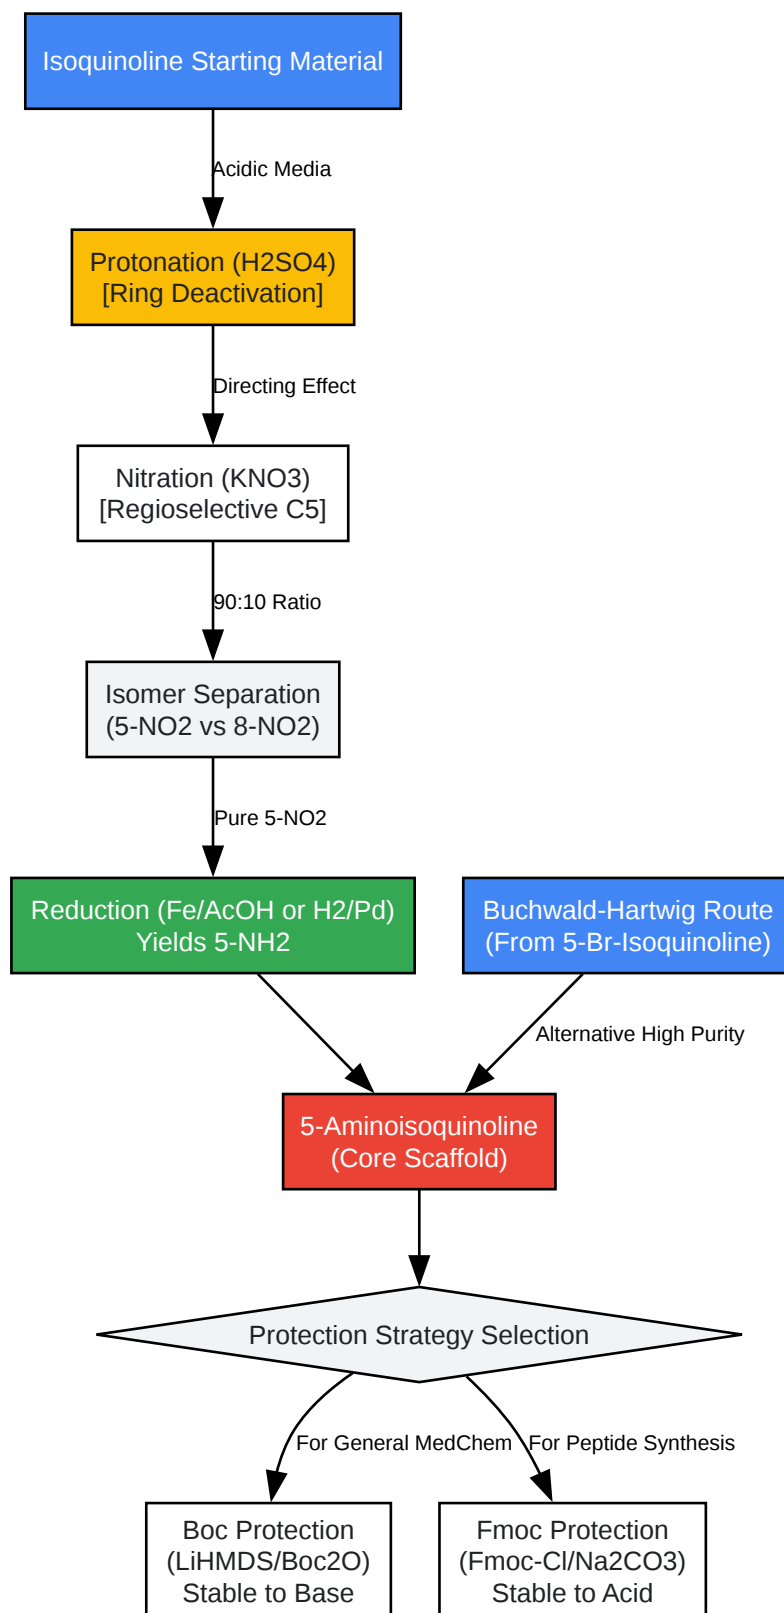 Isoquinoline Starting Material
Acidic Media
Protonation (H2SO4)
[Ring Deactivation]
Directing Effect
Nitration (KNO3)
[Regioselective C5]
90:10 Ratio
Isomer Separation
(5-NO2 vs 8-NO2)
Pure 5-NO2
Reduction (Fe/AcOH or H2/Pd)
Yields 5-NH2
Buchwald-Hartwig Route
(From 5-Br-Isoquinoline)
Alternative High Purity
5-Aminoisoquinoline
(Core Scaffold)
Protection Strategy Selection
For General MedChem
For Peptide Synthesis
Boc Protection
(LiHMDS/Boc2O)
Stable to Base
Fmoc Protection
(Fmoc-Cl/Na2CO3)
Stable to Acid